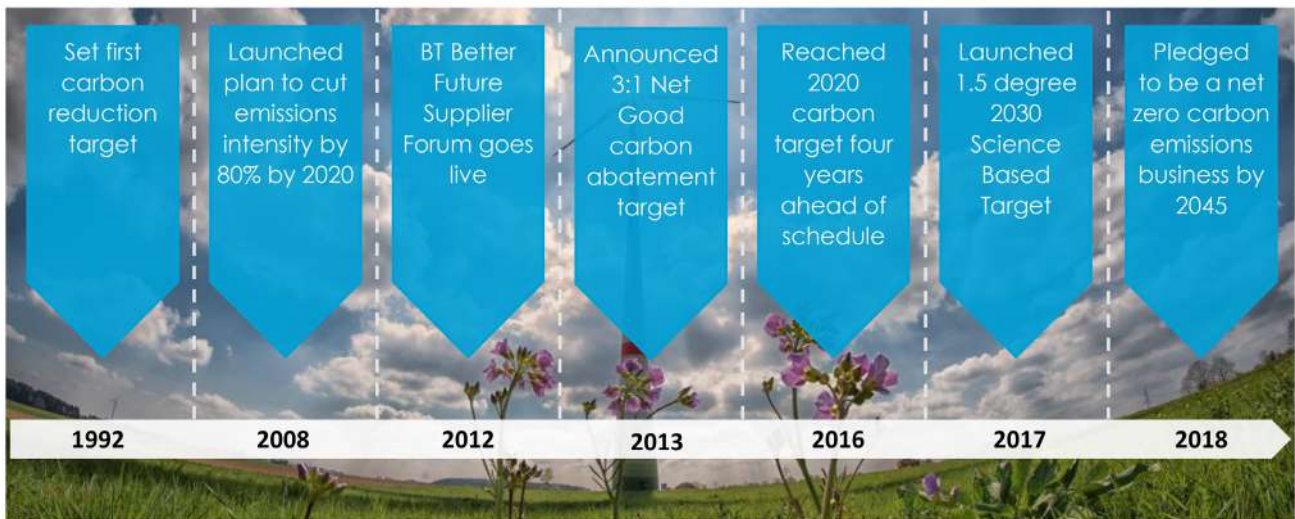 Set first
carbon
reduction
target
Launched
plan to cut
emissions
intensity by
80% by 2020
BT Better
Future
Supplier
Forum goes
live
Announced
3:1 Net
Good
carbon
abatement
target
Reached
2020
carbon
target four
years
ahead of
schedule
Launched
1.5 degree
2030
Science
Based
Target
Pledged
to be a net
zero carbon
emissions
business by
2045
1992
2008
2012
2013
2016
2017
2018